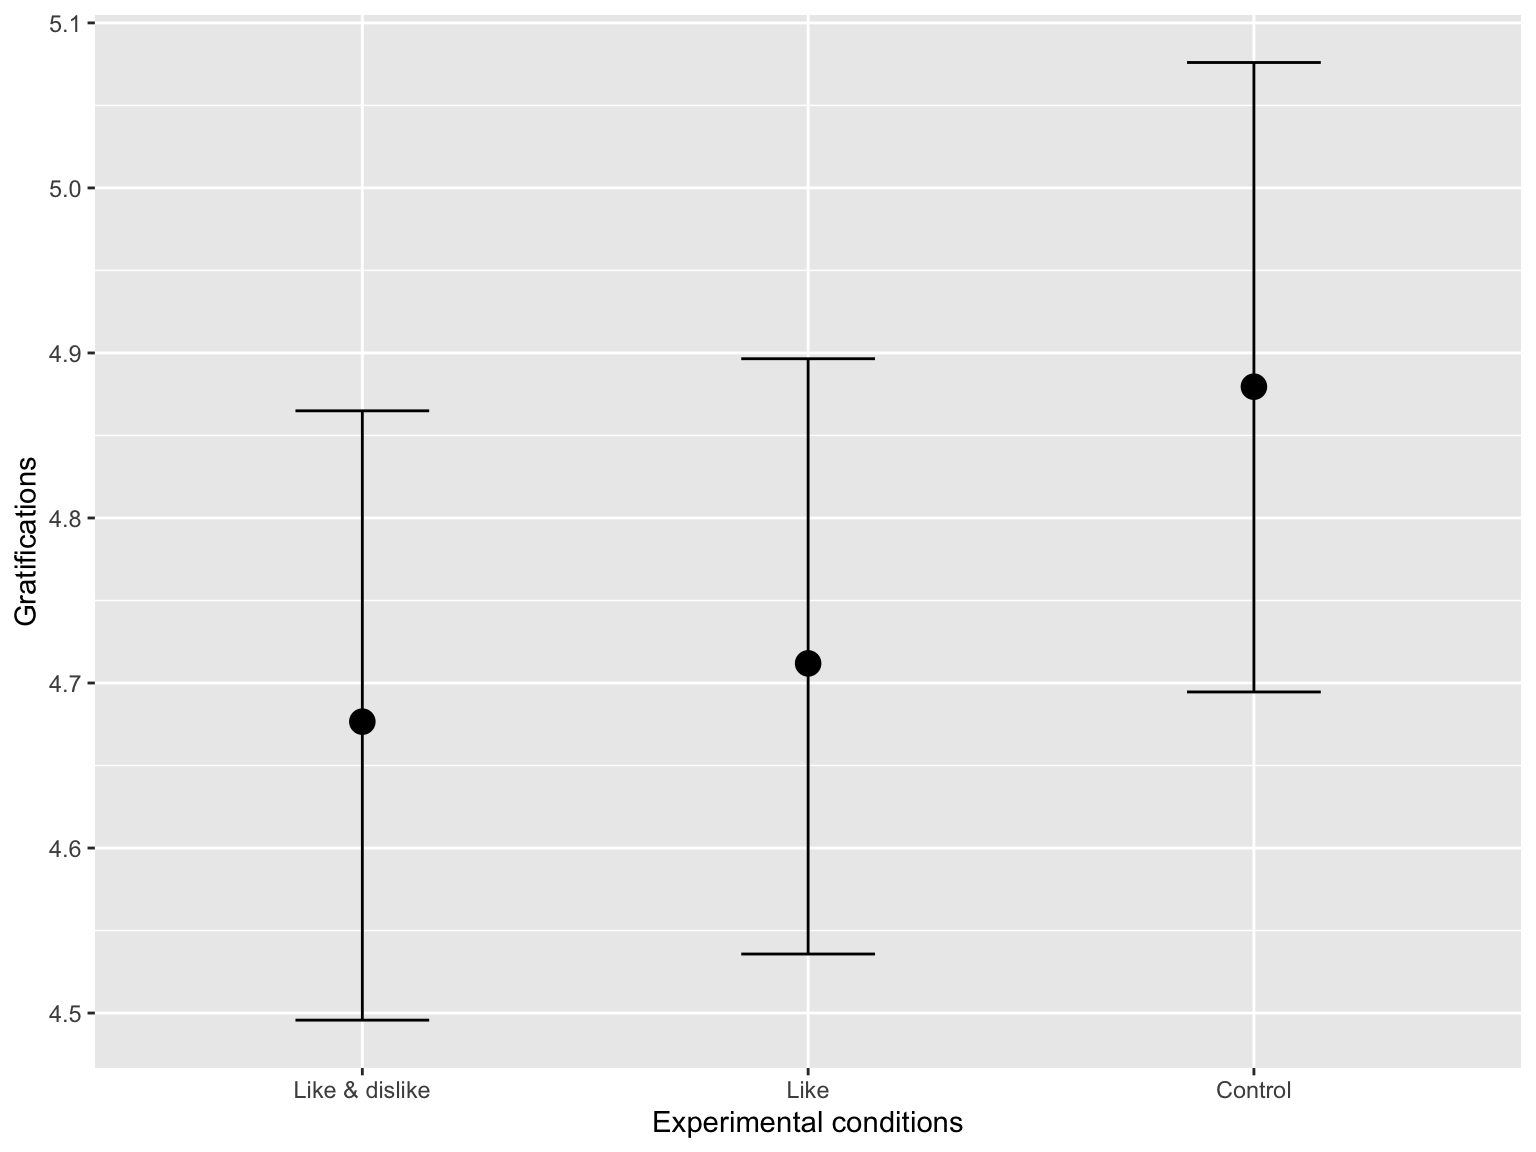 5.1
5.0
4.9
4.8
4.7
4.6
4.5
Gratifications
Like & dislike
Like
Control
Experimental conditions